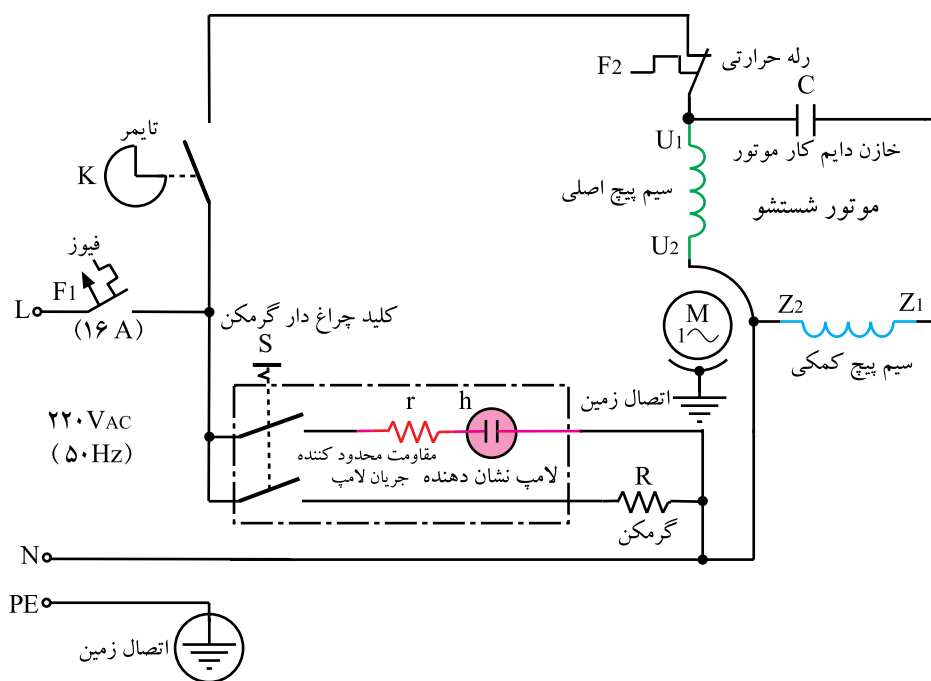 رله حرارتی
F2
C
U1
خازن دایم کار موتور
سیم پیچ اصلی
موتور شستشو
U2
تایمر
K
فیوز
F1
L
(۱۶ A)
کلید چراغ دار گرمکن
S
M
1
Z2
Z1
سیم پیچ کمکی
اتصال زمین
۲۲۰VAC
(۵۰Hz)
r
h
مقاومت محدود کننده
جریان لامپ
لامپ نشان دهنده
R
گرمکن
N
PE
اتصال زمین